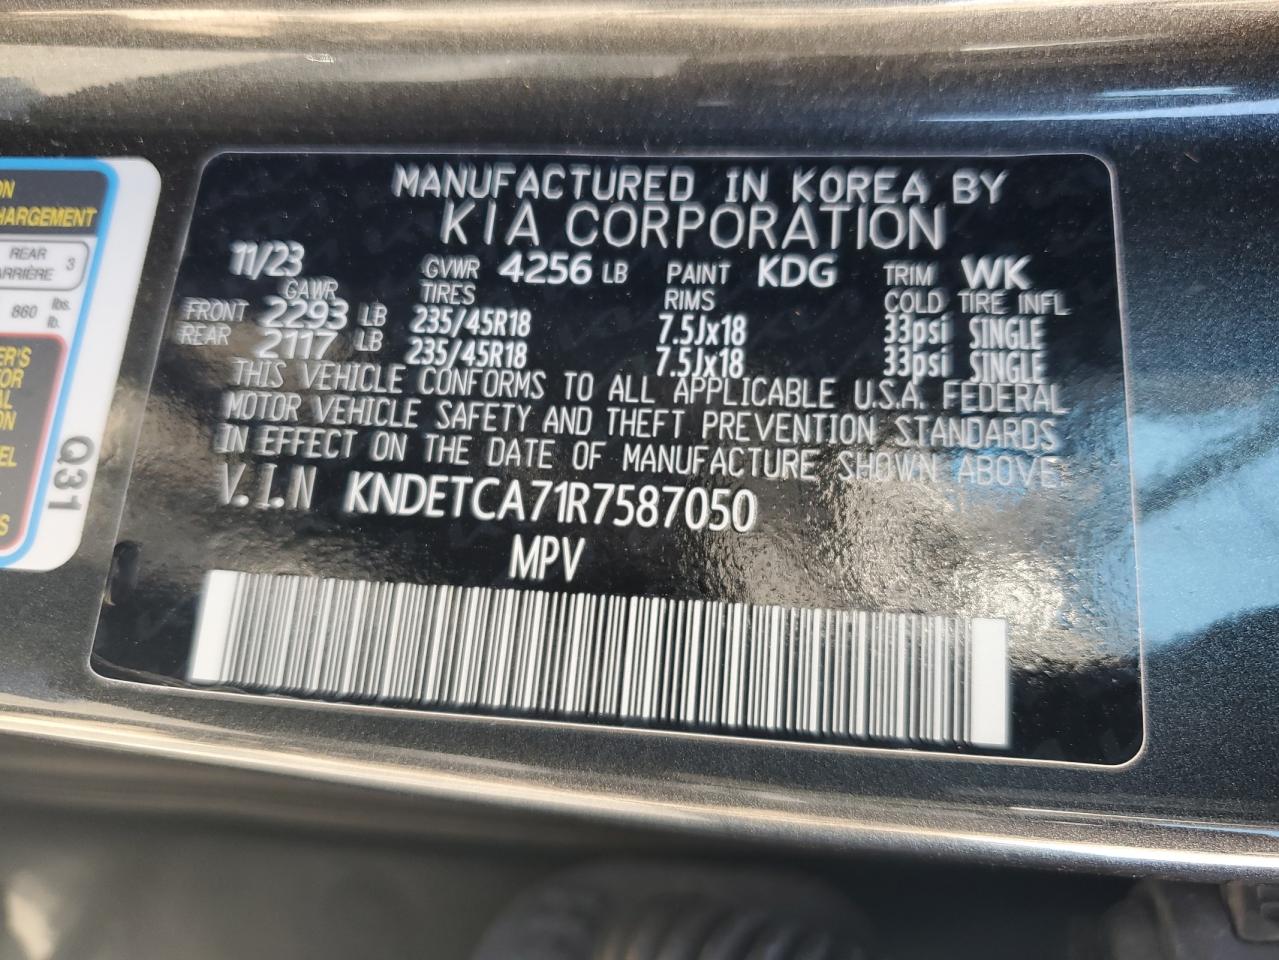 MANUFACTURED IN KOREA BY
KIA CORPORATION
11/23 GVWR 4256 LB PAINT KDG TRIM WK
GAWR TIRES RIMS COLD TIRE INFL
FRONT 2293 LB 235/45R18 7.5Jx18 33psi SINGLE
REAR 2117 LB 235/45R18 7.5Jx18 33psi SINGLE
THIS VEHICLE CONFORMS TO ALL APPLICABLE U.S.A. FEDERAL
MOTOR VEHICLE SAFETY AND THEFT PREVENTION STANDARDS
IN EFFECT ON THE DATE OF MANUFACTURE SHOWN ABOVE.
V.I.N KNDETCA71R7587050
MPV
HARGEMENT
REAR
ARRIÈRE 3
860 lbs.
lb.
Q31